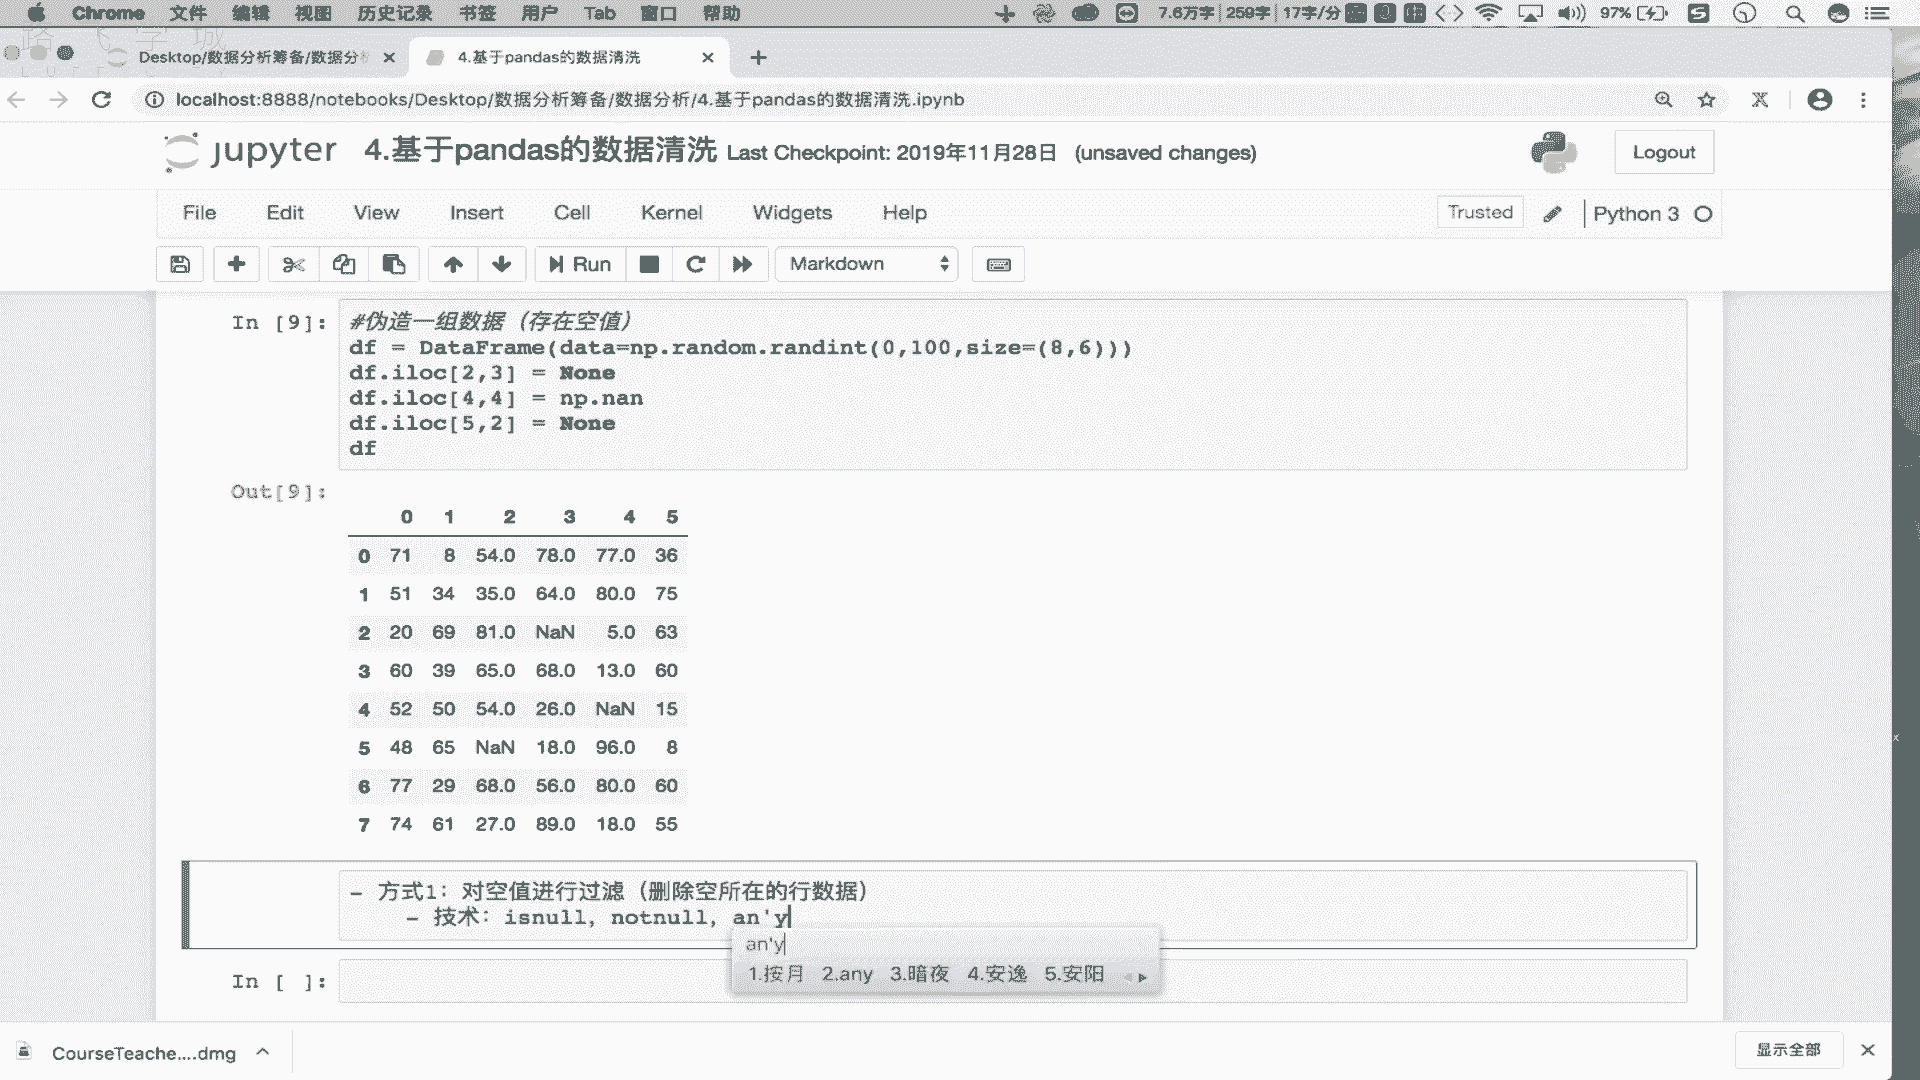 Chrome 文件 编辑 视图 历史记录 书签 用户 Tab 窗口 帮助 7.6万字 259字 17字/分 97%
Desktop/数据分析筹备/数据分 4.基于pandas的数据清洗
localhost:8888/notebooks/Desktop/数据分析筹备/数据分析/4.基于pandas的数据清洗.ipynb
jupyter 4.基于pandas的数据清洗 Last Checkpoint: 2019年11月28日 (unsaved changes) Logout
File Edit View Insert Cell Kernel Widgets Help Trusted Python 3
Run Markdown
In [9]: #伪造一组数据（存在空值）
df = DataFrame(data=np.random.randint(0,100,size=(8,6)))
df.iloc[2,3] = None
df.iloc[4,4] = np.nan
df.iloc[5,2] = None
df
Out[9]:
0 1 2 3 4 5
0 71 8 54.0 78.0 77.0 36
1 51 34 35.0 64.0 80.0 75
2 20 69 81.0 NaN 5.0 63
3 60 39 65.0 68.0 13.0 60
4 52 50 54.0 26.0 NaN 15
5 48 65 NaN 18.0 96.0 8
6 77 29 68.0 56.0 80.0 60
7 74 61 27.0 89.0 18.0 55
- 方式1：对空值进行过滤（删除空所在的行数据）
- 技术：isnull，notnull，an'y
an'y
1.按月 2.any 3.暗夜 4.安逸 5.安阳
In [ ]:
CourseTeache....dmg 显示全部